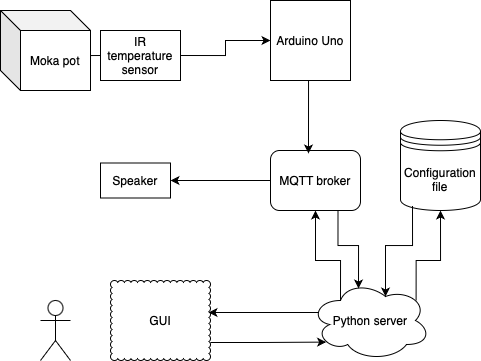 Moka pot
IR
temperature
sensor
Arduino Uno
Speaker
MQTT broker
Configuration
file
GUI
Python server